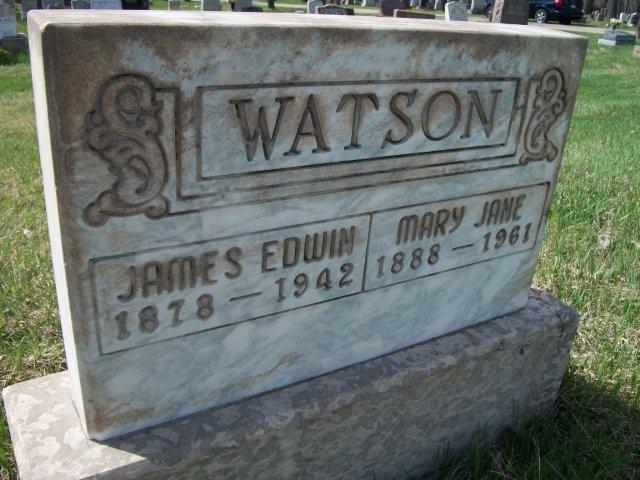 WATSON
JAMES EDWIN
1878 — 1942
MARY JANE
1888 — 1961